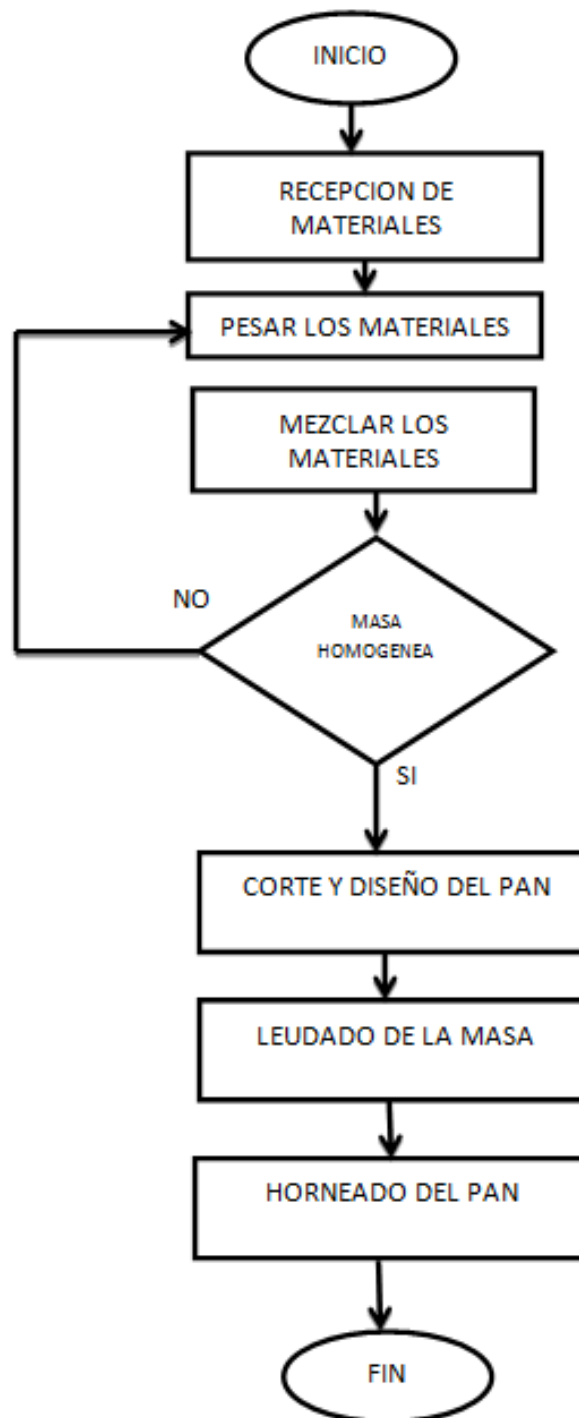 INICIO
RECEPCION DE
MATERIALES
PESAR LOS MATERIALES
MEZCLAR LOS
MATERIALES
NO
MASA
HOMOGENEA
SI
CORTE Y DISEÑO DEL PAN
LEUDADO DE LA MASA
HORNEADO DEL PAN
FIN